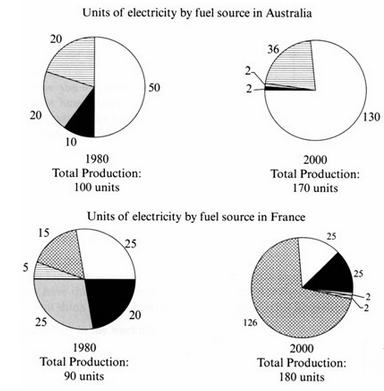 Units of electricity by fuel source in Australia
20
50
20
10
36
2
2
130
1980
Total Production:
100 units
2000
Total Production:
170 units
Units of electricity by fuel source in France
15
25
5
25
20
25
25
2
2
126
1980
Total Production:
90 units
2000
Total Production:
180 units